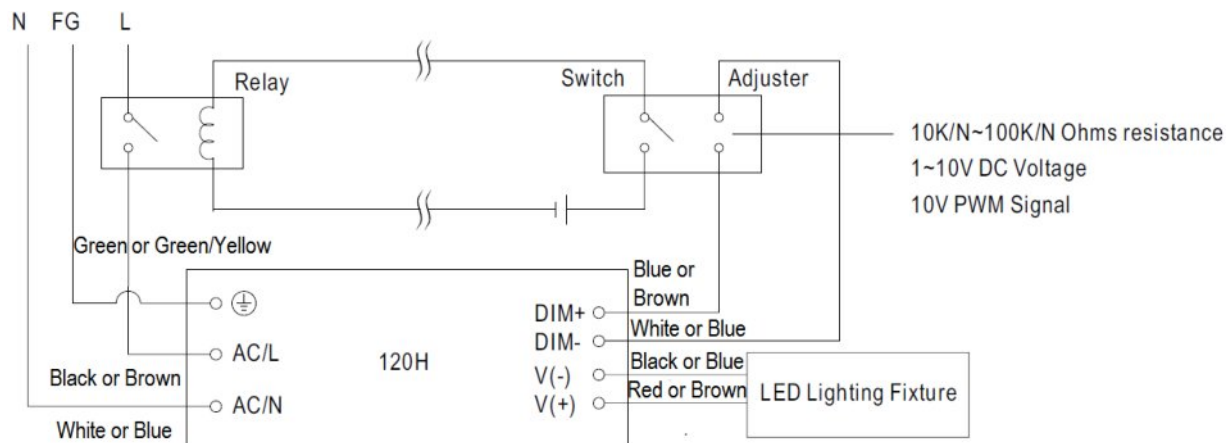 N FG L
Relay
Switch
Adjuster
10K/N~100K/N Ohms resistance
1~10V DC Voltage
10V PWM Signal
Green or Green/Yellow
Blue or
Brown
DIM+
White or Blue
DIM-
AC/L
120H
Black or Blue
V(-)
Black or Brown
Red or Brown
V(+)
LED Lighting Fixture
AC/N
White or Blue